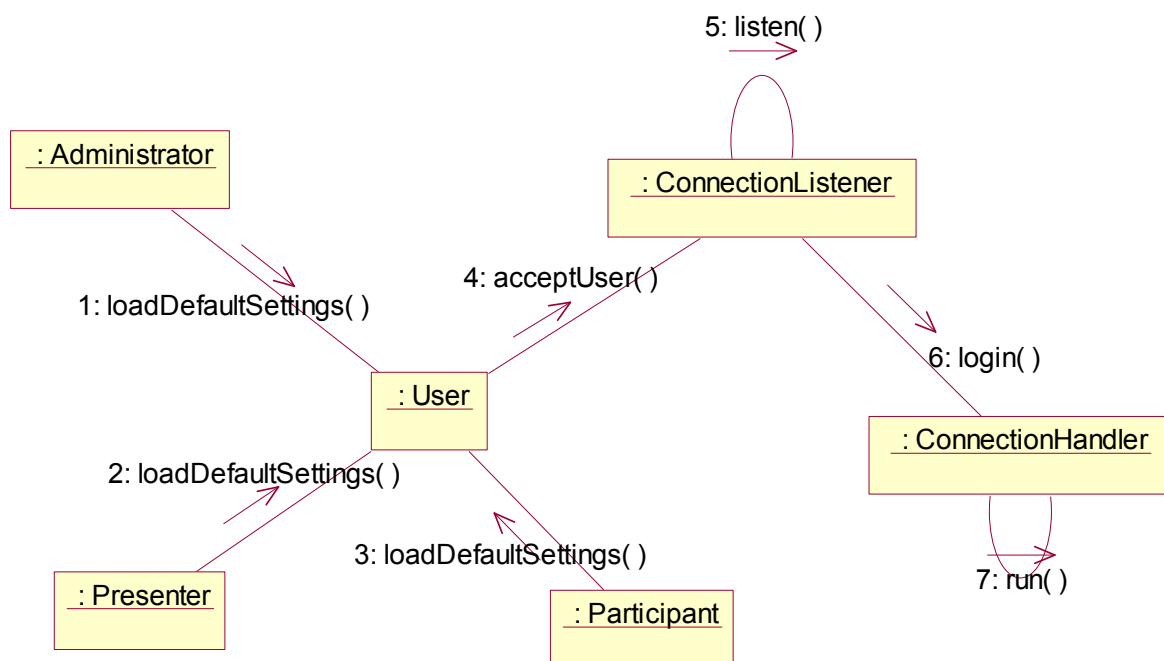 5: listen( )
: Administrator
: ConnectionListener
4: acceptUser( )
1: loadDefaultSettings( )
6: login( )
: User
: ConnectionHandler
2: loadDefaultSettings( )
3: loadDefaultSettings( )
7: run( )
: Presenter
: Participant